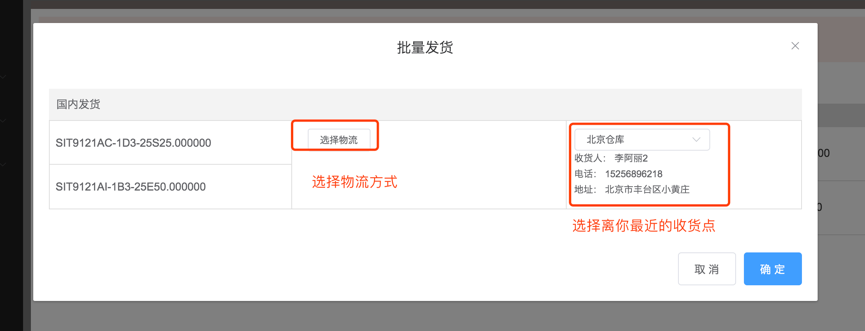 批量发货
国内发货
SIT9121AC-1D3-25S25.000000
选择物流
北京仓库
收货人： 李阿丽2
电话： 15256896218
地址： 北京市丰台区小黄庄
SIT9121AI-1B3-25E50.000000
选择物流方式
选择离你最近的收货点
取 消
确 定
00
0